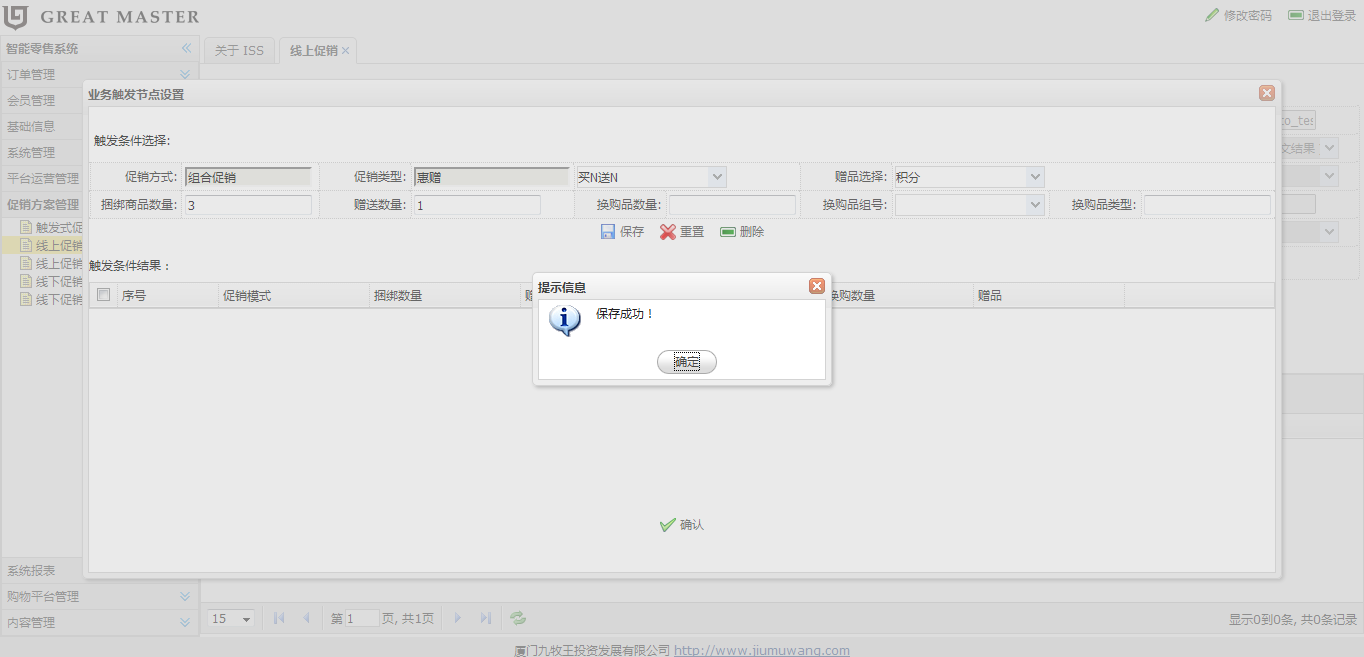 GREAT MASTER
修改密码 退出登录
智能零售系统
关于 ISS 线上促销
订单管理
会员管理
基础信息
系统管理
平台运营管理
促销方案管理
触发式促
线上促销
线上促销
线下促销
线下促销
系统报表
购物平台管理
内容管理
业务触发节点设置
触发条件选择:
促销方式: 组合促销 促销类型: 惠赠 买N送N 赠品选择: 积分
捆绑商品数量: 3 赠送数量: 1 换购品数量: 换购品组号: 换购品类型:
保存 重置 删除
触发条件结果：
序号 促销模式 捆绑数量 换购数量 赠品
提示信息
保存成功！
确定
确认
15 第 1 页, 共1页
显示0到0条, 共0条记录
厦门九牧王投资发展有限公司 http://www.jiumuwang.com